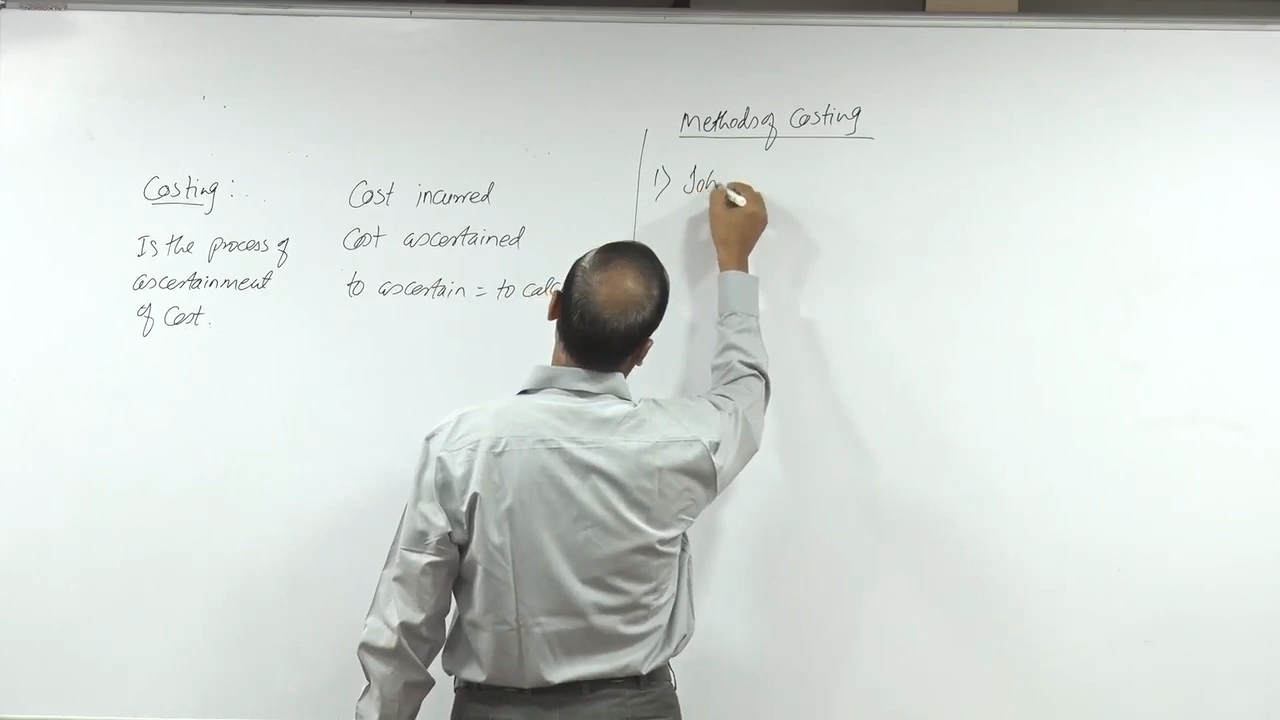 Costing :
Is the process of
ascertainment
of Cost.
Cost incurred
Cost ascertained
to ascertain = to calc
Methods of Costing
1) Job